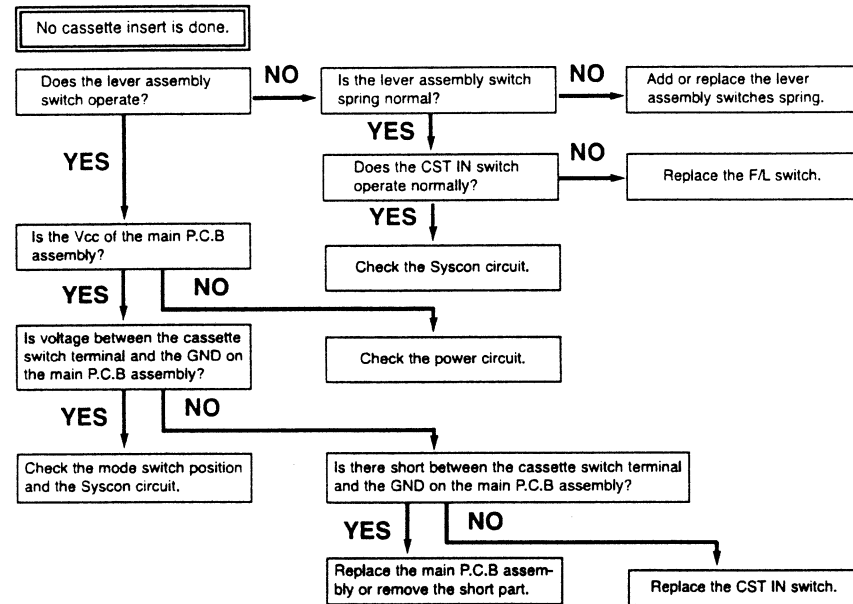 No cassette insert is done.
Does the lever assembly
switch operate?
NO
Is the lever assembly switch
spring normal?
NO
Add or replace the lever
assembly switches spring.
YES
YES
Does the CST IN switch
operate normally?
NO
Replace the F/L switch.
YES
Is the Vcc of the main P.C.B
assembly?
Check the Syscon circuit.
YES
NO
Is voltage between the cassette
switch terminal and the GND on
the main P.C.B assembly?
Check the power circuit.
YES
NO
Check the mode switch position
and the Syscon circuit.
Is there short between the cassette switch terminal
and the GND on the main P.C.B assembly?
YES
NO
Replace the main P.C.B assem-
bly or remove the short part.
Replace the CST IN switch.